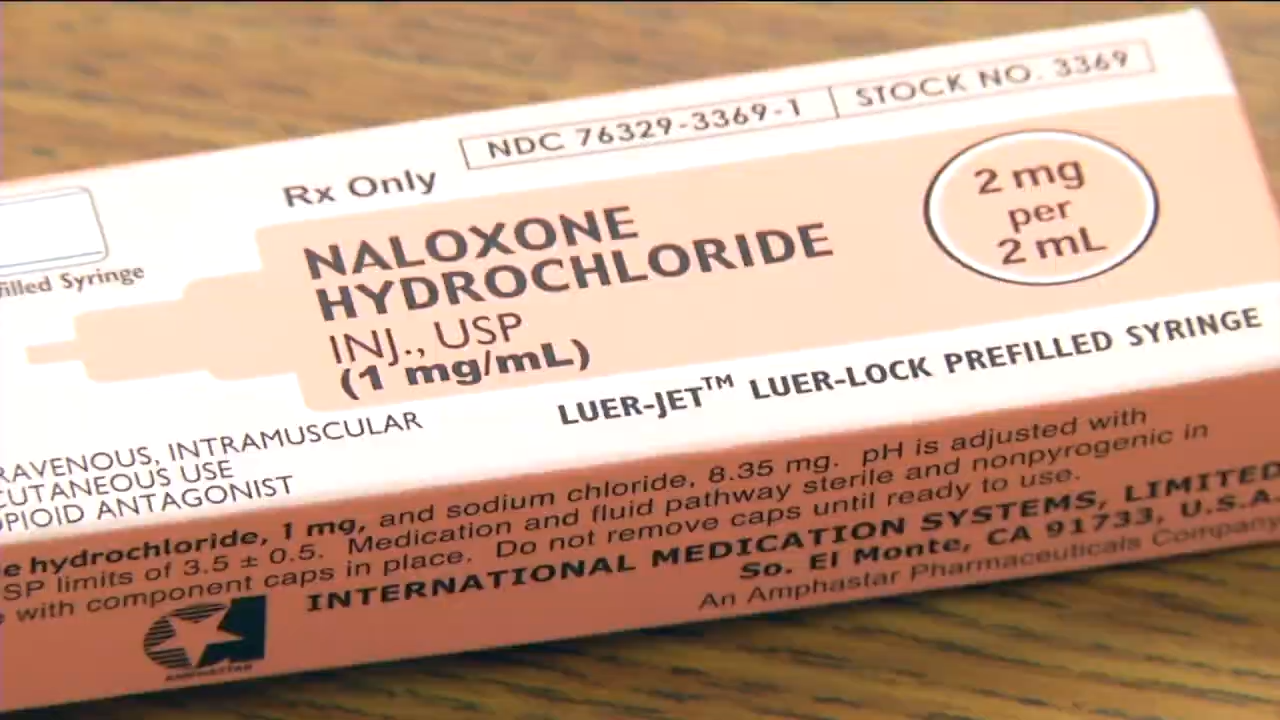 NDC 76329-3369-1 | STOCK NO. 3369
Rx Only
filled Syringe
NALOXONE
HYDROCHLORIDE
INJ., USP
(1 mg/mL)
2 mg
per
2 mL
LUER-JET™ LUER-LOCK PREFILLED SYRINGE
RAVENOUS, INTRAMUSCULAR
CUTANEOUS USE
OPIOID ANTAGONIST
e hydrochloride, 1 mg, and sodium chloride, 8.35 mg. pH is adjusted with
SP limits of 3.5 ± 0.5. Medication and fluid pathway sterile and nonpyrogenic in
with component caps in place. Do not remove caps until ready to use.
INTERNATIONAL MEDICATION SYSTEMS, LIMITED
So. El Monte, CA 91733, U.S.A.
An Amphastar Pharmaceuticals Company
AMPHASTAR